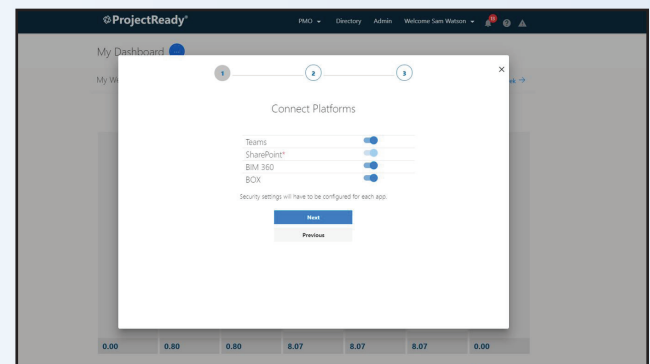 ProjectReady®
PMO Directory Admin Welcome Sam Watson
My Dashboard
My We
1 2 3
Connect Platforms
Teams
SharePoint*
BIM 360
BOX
Security settings will have to be configured for each app.
Next
Previous
0.00 0.80 0.80 8.07 8.07 8.07 0.00